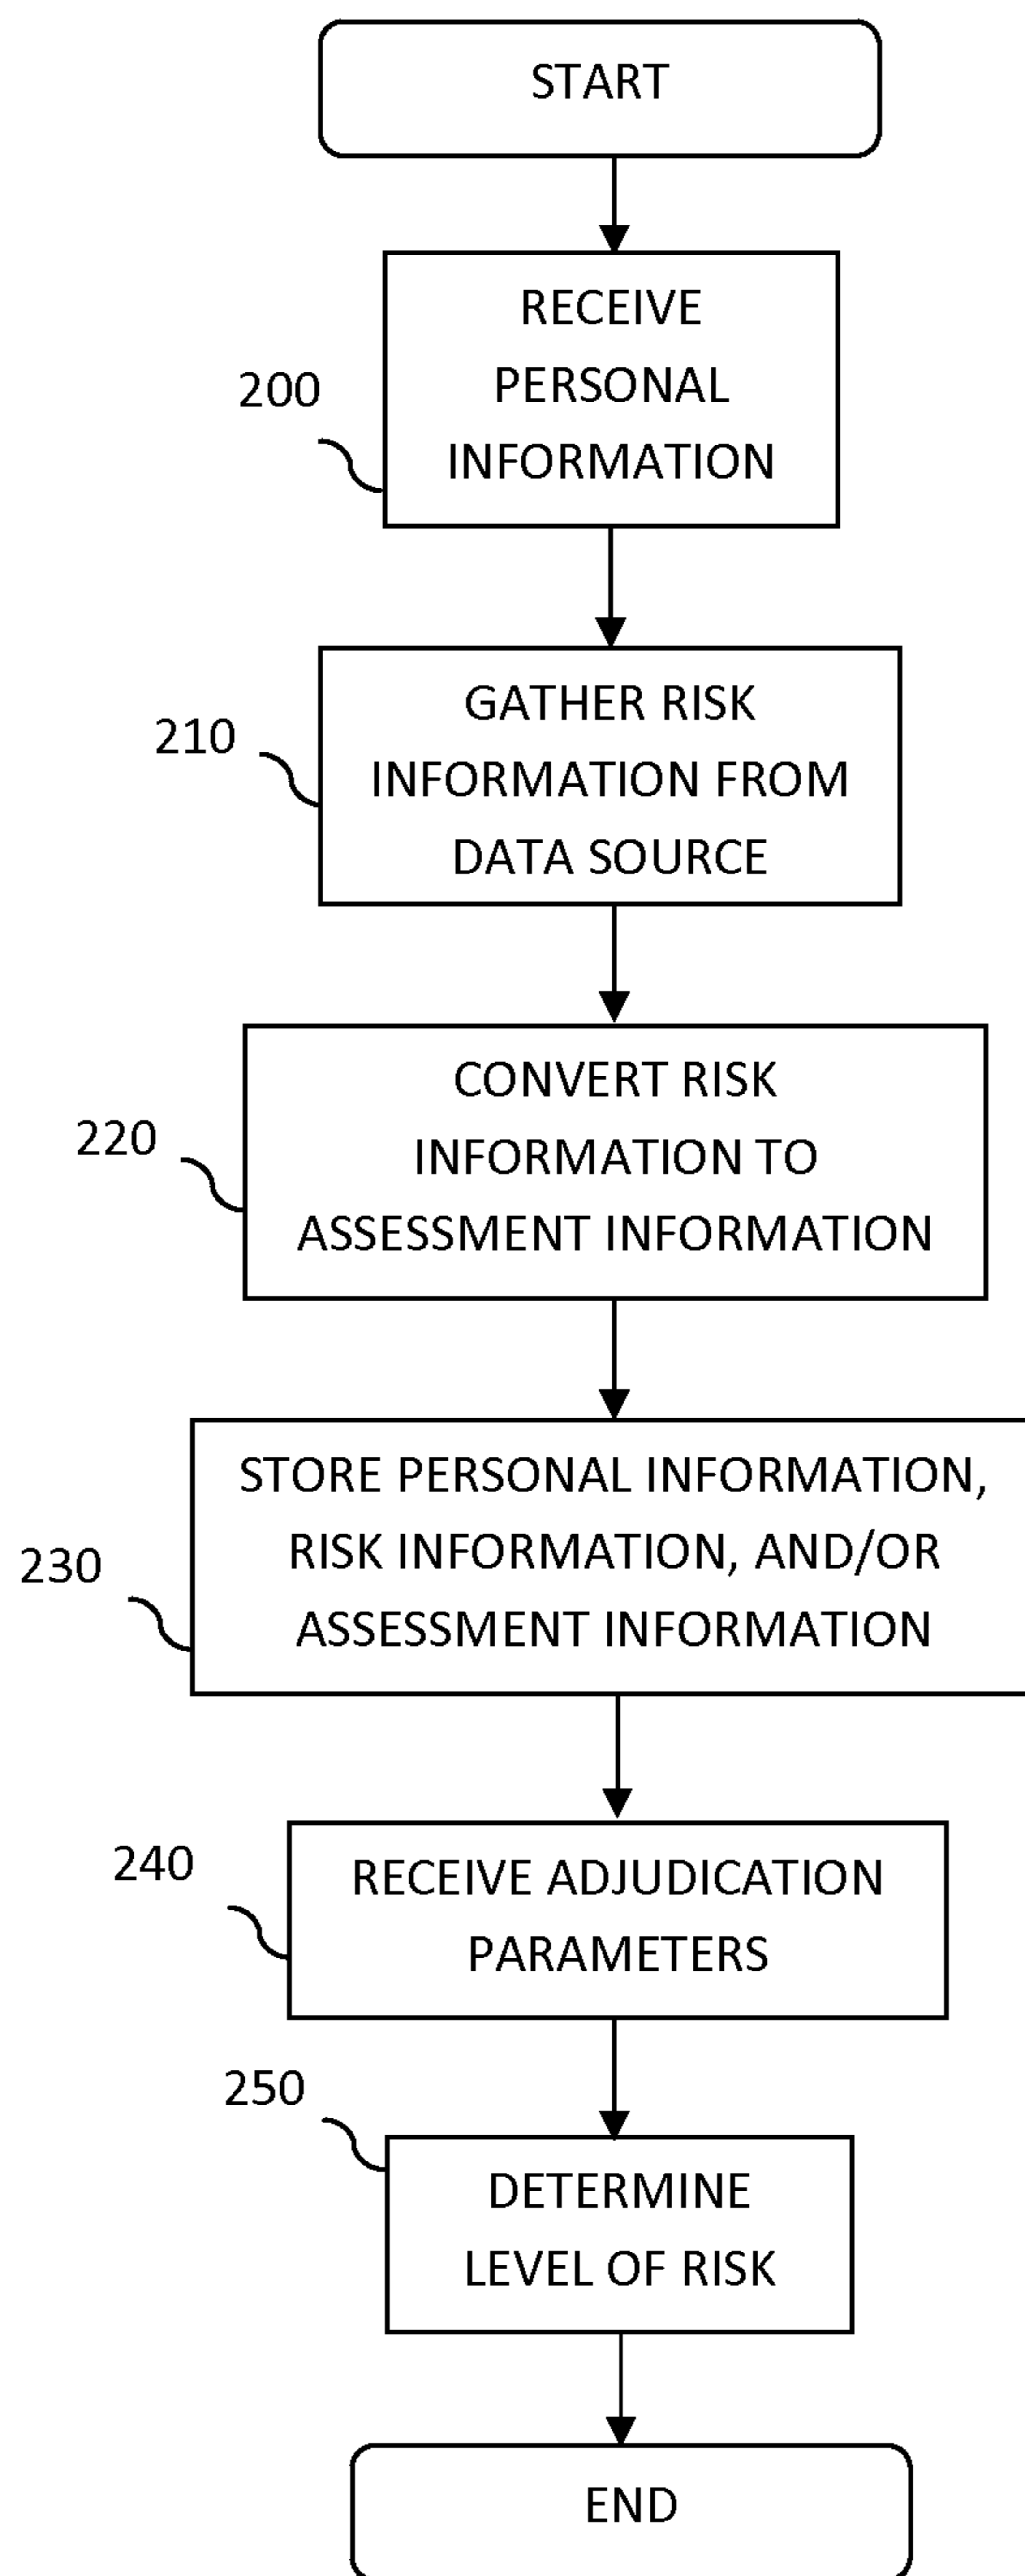 START
RECEIVE
PERSONAL
INFORMATION
200
GATHER RISK
INFORMATION FROM
DATA SOURCE
210
CONVERT RISK
INFORMATION TO
ASSESSMENT INFORMATION
220
STORE PERSONAL INFORMATION,
RISK INFORMATION, AND/OR
ASSESSMENT INFORMATION
230
RECEIVE ADJUDICATION
PARAMETERS
240
DETERMINE
LEVEL OF RISK
250
END